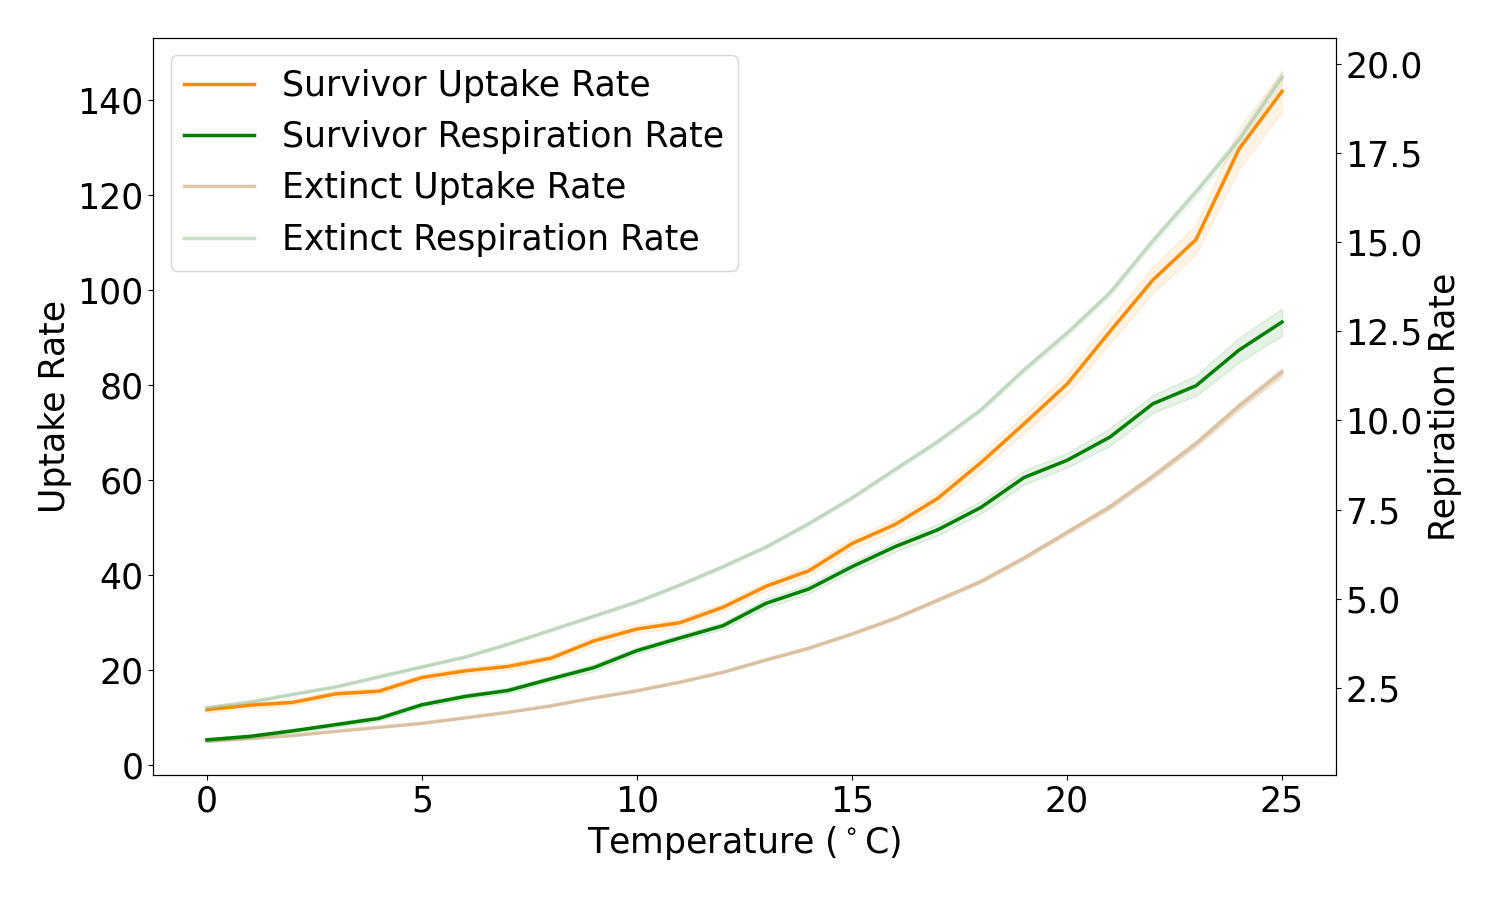 Survivor Uptake Rate
Survivor Respiration Rate
Extinct Uptake Rate
Extinct Respiration Rate
Uptake Rate
140
120
100
80
60
40
20
0
20.0
17.5
15.0
12.5
10.0
7.5
5.0
2.5
Repiration Rate
0 5 10 15 20 25
Temperature (°C)